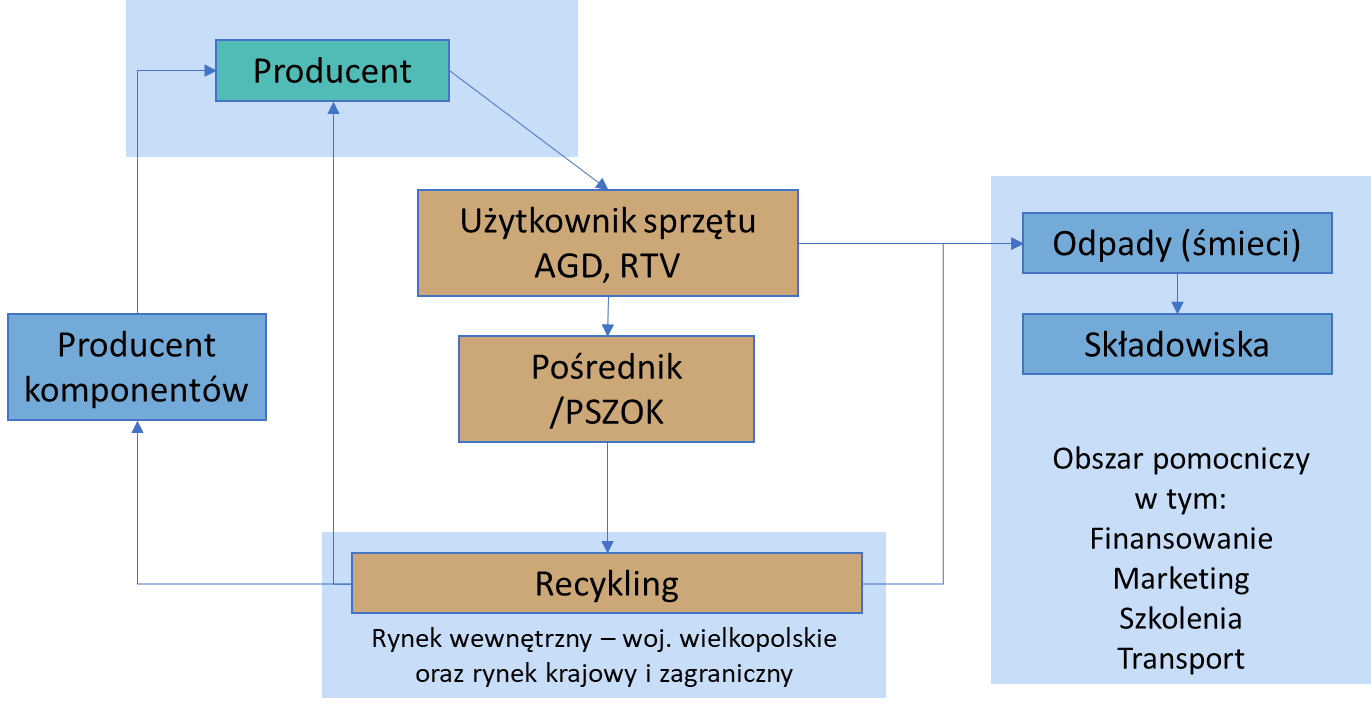 Producent
Użytkownik sprzętu
AGD, RTV
Odpady (śmieci)
Producent
komponentów
Pośrednik
/PSZOK
Składowiska
Obszar pomocniczy
w tym:
Finansowanie
Marketing
Szkolenia
Transport
Recykling
Rynek wewnętrzny – woj. wielkopolskie
oraz rynek krajowy i zagraniczny